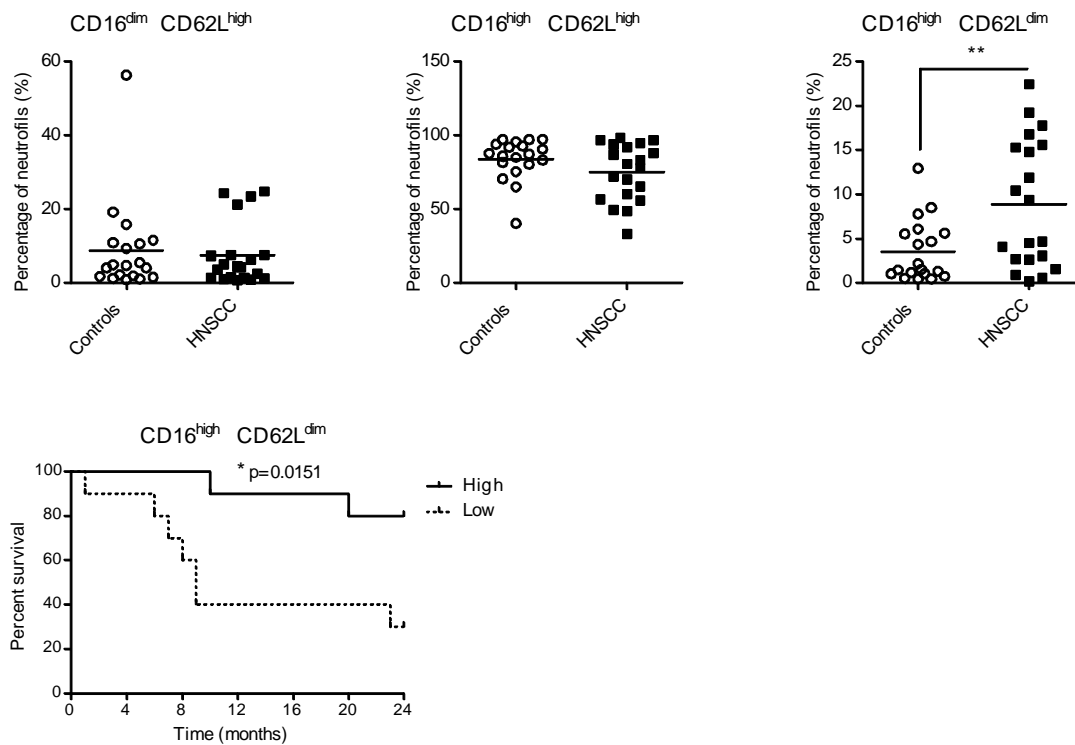 CD16dim CD62Lhigh
Percentage of neutrofils (%)
60
40
20
0
Controls
HNSCC
CD16high CD62Lhigh
Percentage of neutrofils (%)
150
100
50
0
Controls
HNSCC
CD16high CD62Ldim
**
Percentage of neutrofils (%)
25
20
15
10
5
0
Controls
HNSCC
CD16high CD62Ldim
* p=0.0151
Percent survival
100
80
60
40
20
0
0 4 8 12 16 20 24
Time (months)
High
Low